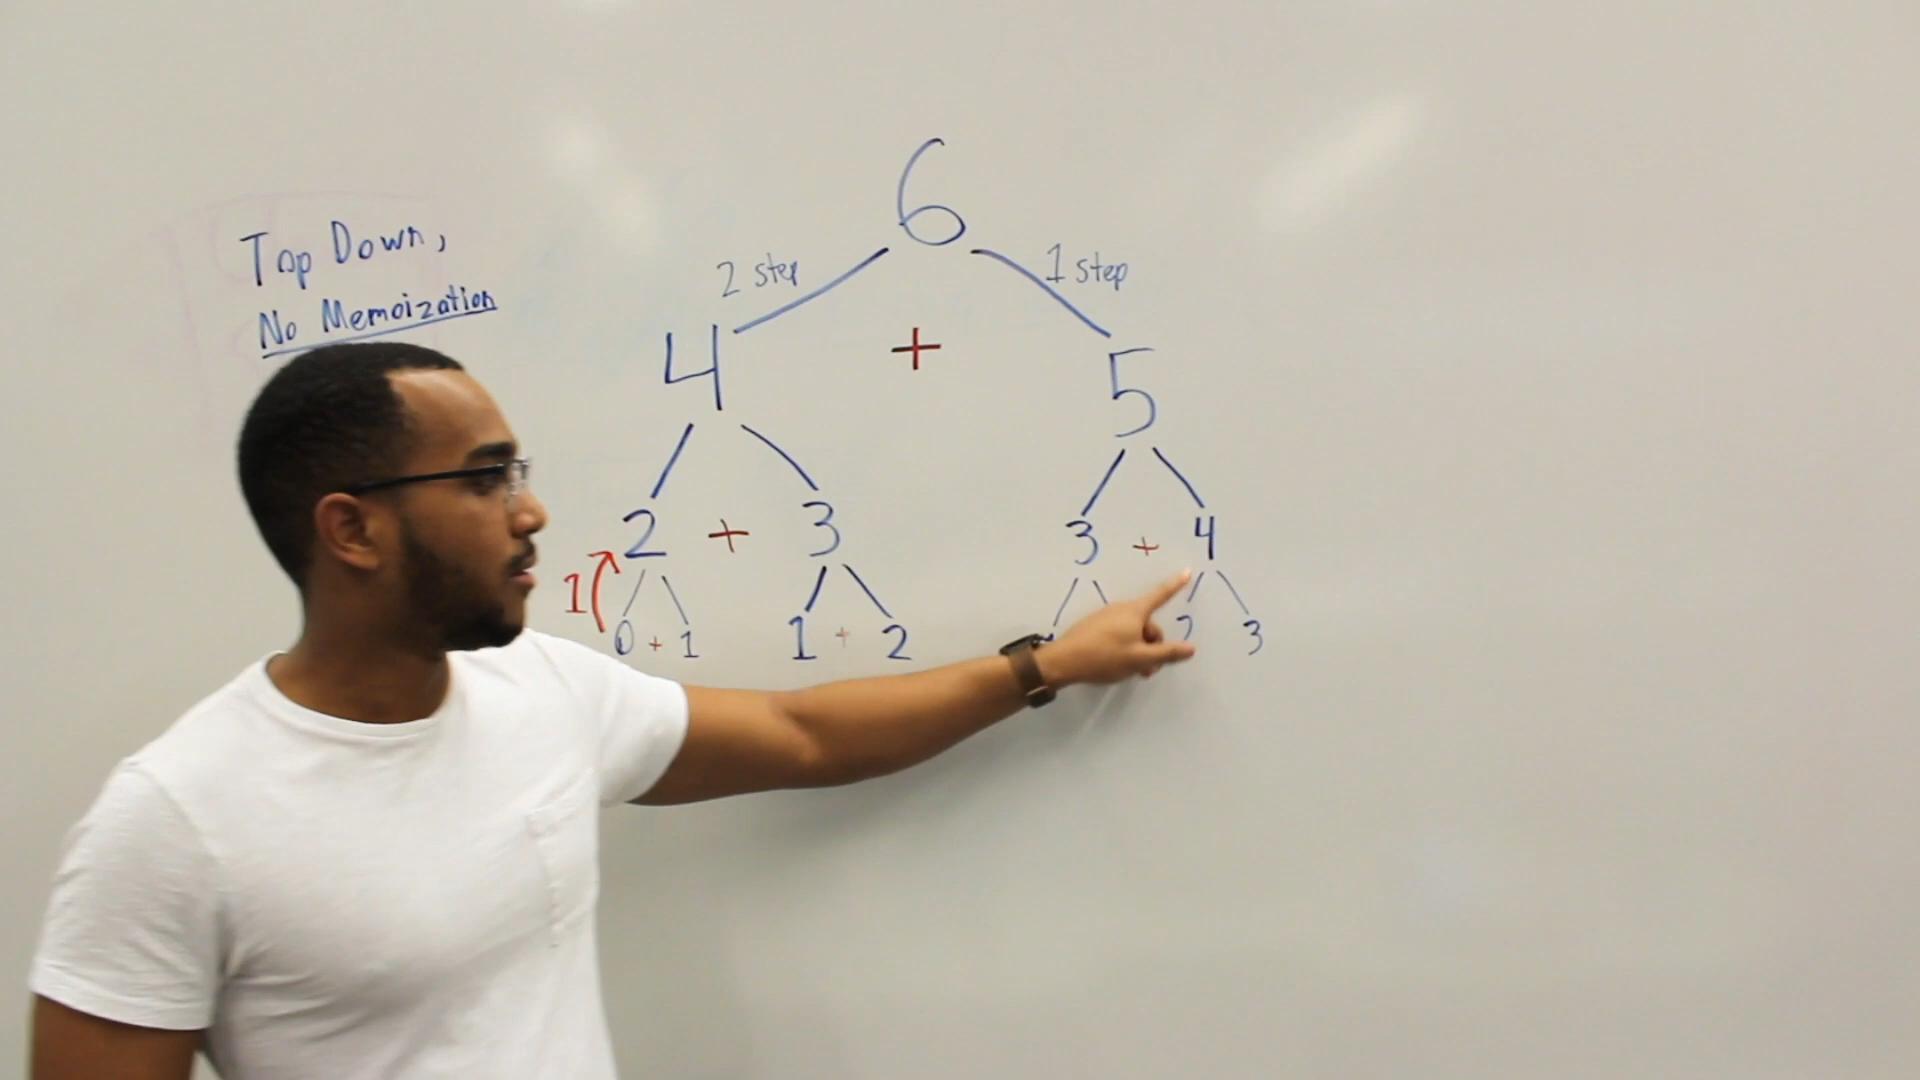 Top Down,
No Memoization
6
2 step 1 step
4 + 5
2 + 3 3 + 4
1
0 + 1 1 + 2 2 3